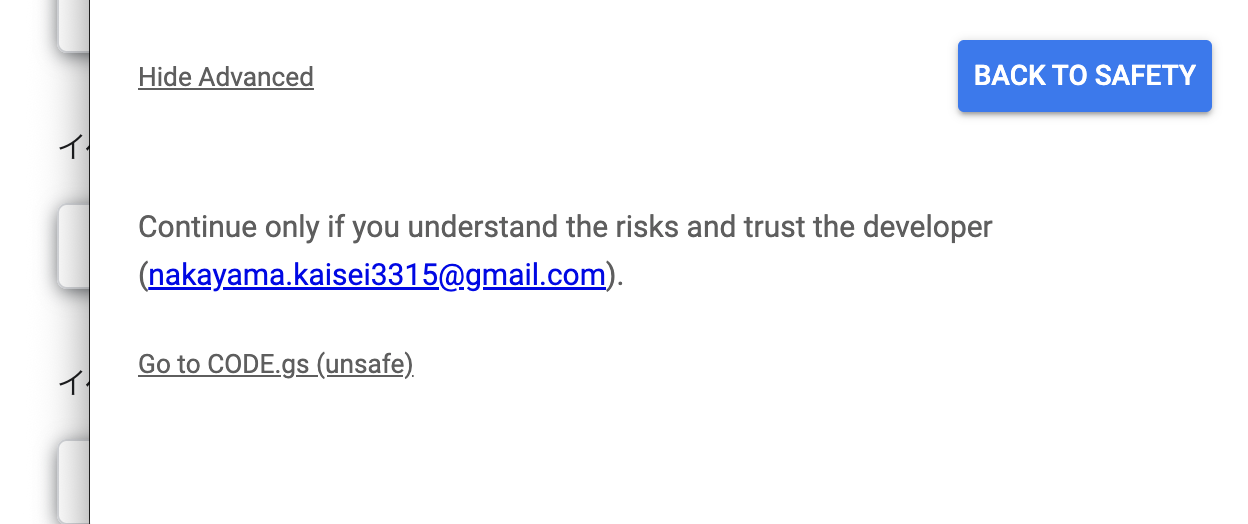 Hide Advanced
BACK TO SAFETY
イ
Continue only if you understand the risks and trust the developer
(nakayama.kaisei3315@gmail.com).
Go to CODE.gs (unsafe)
イ